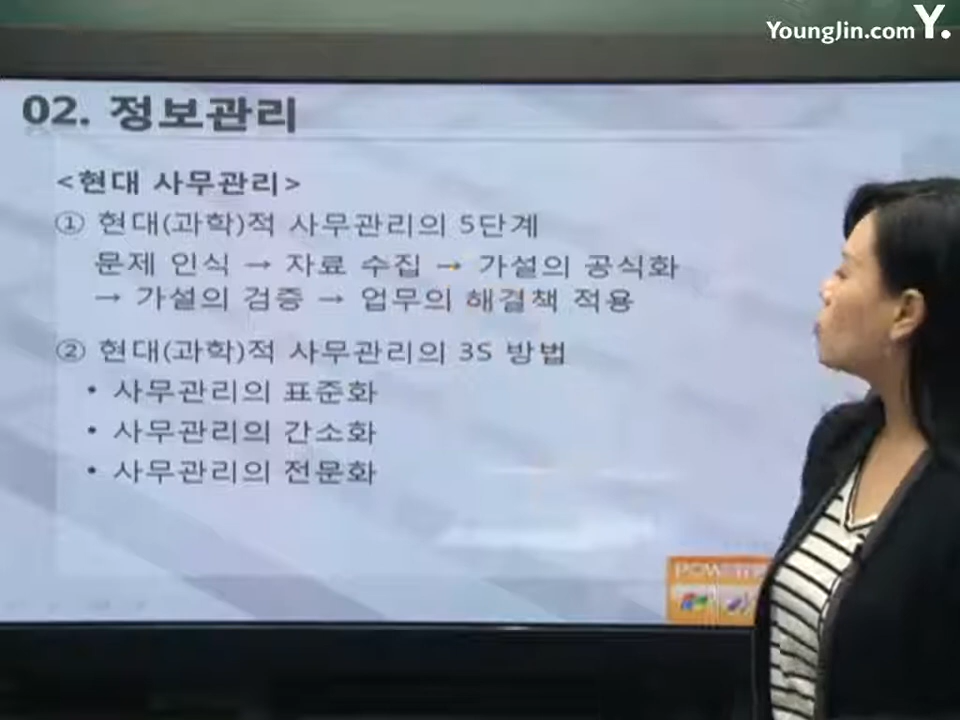 YoungJin.com Y.
02. 정보관리
<현대 사무관리>
① 현대(과학)적 사무관리의 5단계
문제 인식 → 자료 수집 → 가설의 공식화
→ 가설의 검증 → 업무의 해결책 적용
② 현대(과학)적 사무관리의 3S 방법
• 사무관리의 표준화
• 사무관리의 간소화
• 사무관리의 전문화